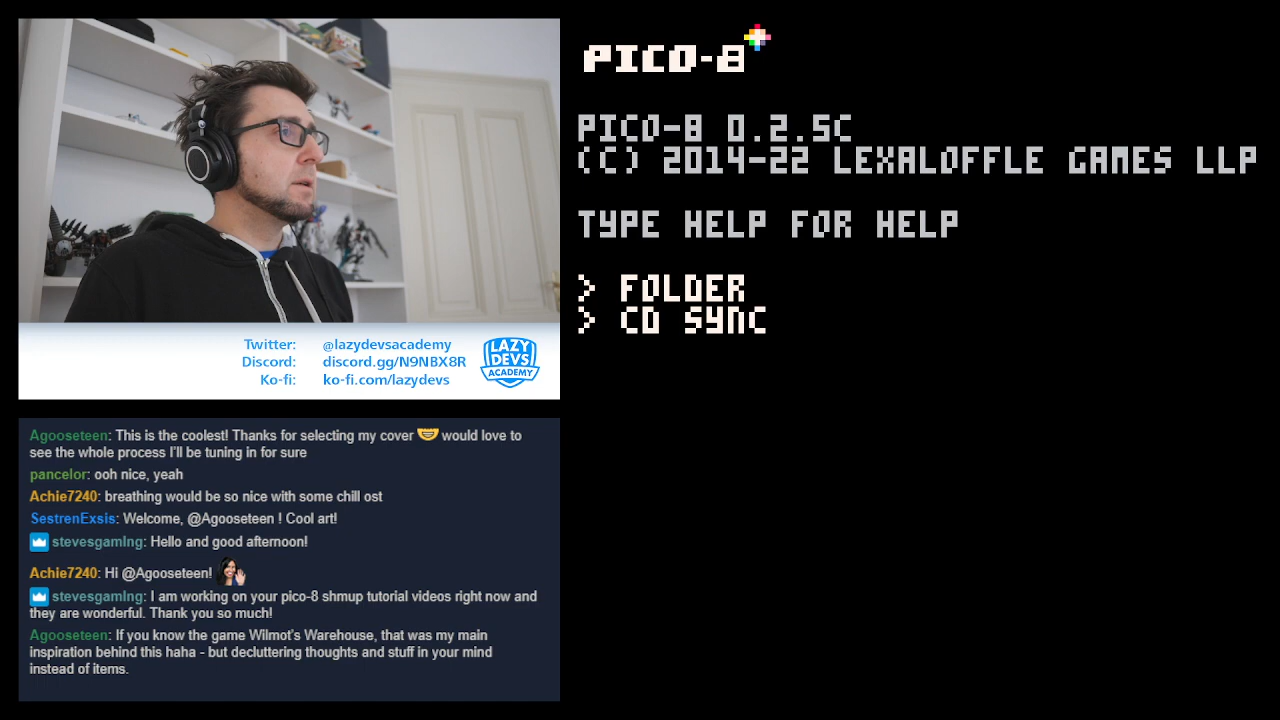 PICO-8
PICO-8 0.2.5C
(C) 2014-22 LEXALOFFLE GAMES LLP
TYPE HELP FOR HELP
> FOLDER
> CD SYNC
Twitter: @lazydevsacademy
Discord: discord.gg/N9NBX8R
Ko-fi: ko-fi.com/lazydevs
LAZY
DEVS
ACADEMY
Agooseteen: This is the coolest! Thanks for selecting my cover would love to
see the whole process I'll be tuning in for sure
pancelor: ooh nice, yeah
Achie7240: breathing would be so nice with some chill ost
SestrenExsis: Welcome, @Agooseteen ! Cool art!
stevesgamIng: Hello and good afternoon!
Achie7240: Hi @Agooseteen!
stevesgamIng: I am working on your pico-8 shmup tutorial videos right now and
they are wonderful. Thank you so much!
Agooseteen: If you know the game Wilmot's Warehouse, that was my main
inspiration behind this haha - but decluttering thoughts and stuff in your mind
instead of items.